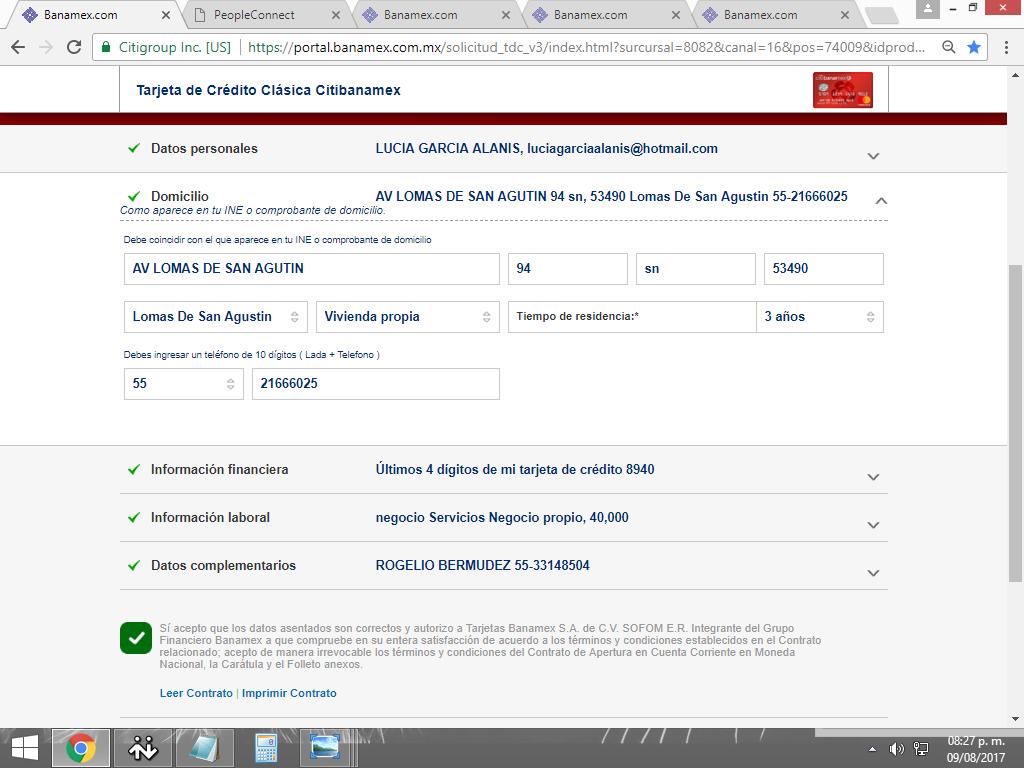 Banamex.com
PeopleConnect
Banamex.com
Banamex.com
Banamex.com
Citigroup Inc. [US]
https://portal.banamex.com.mx/solicitud_tdc_v3/index.html?surcursal=8082&canal=16&pos=74009&idprod...
Tarjeta de Crédito Clásica Citibanamex
Datos personales
LUCIA GARCIA ALANIS, luciagarciaalanis@hotmail.com
Domicilio
AV LOMAS DE SAN AGUTIN 94 sn, 53490 Lomas De San Agustin 55-21666025
Como aparece en tu INE o comprobante de domicilio.
Debe coincidir con el que aparece en tu INE o comprobante de domicilio
AV LOMAS DE SAN AGUTIN
94
sn
53490
Lomas De San Agustin
Vivienda propia
Tiempo de residencia:*
3 años
Debes ingresar un teléfono de 10 dígitos ( Lada + Telefono )
55
21666025
Información financiera
Últimos 4 dígitos de mi tarjeta de crédito 8940
Información laboral
negocio Servicios Negocio propio, 40,000
Datos complementarios
ROGELIO BERMUDEZ 55-33148504
Sí acepto que los datos asentados son correctos y autorizo a Tarjetas Banamex S.A. de C.V. SOFOM E.R. Integrante del Grupo
Financiero Banamex a que compruebe en su entera satisfacción de acuerdo a los términos y condiciones establecidos en el Contrato
relacionado; acepto de manera irrevocable los términos y condiciones del Contrato de Apertura en Cuenta Corriente en Moneda
Nacional, la Carátula y el Folleto anexos.
Leer Contrato | Imprimir Contrato
08:27 p. m.
09/08/2017